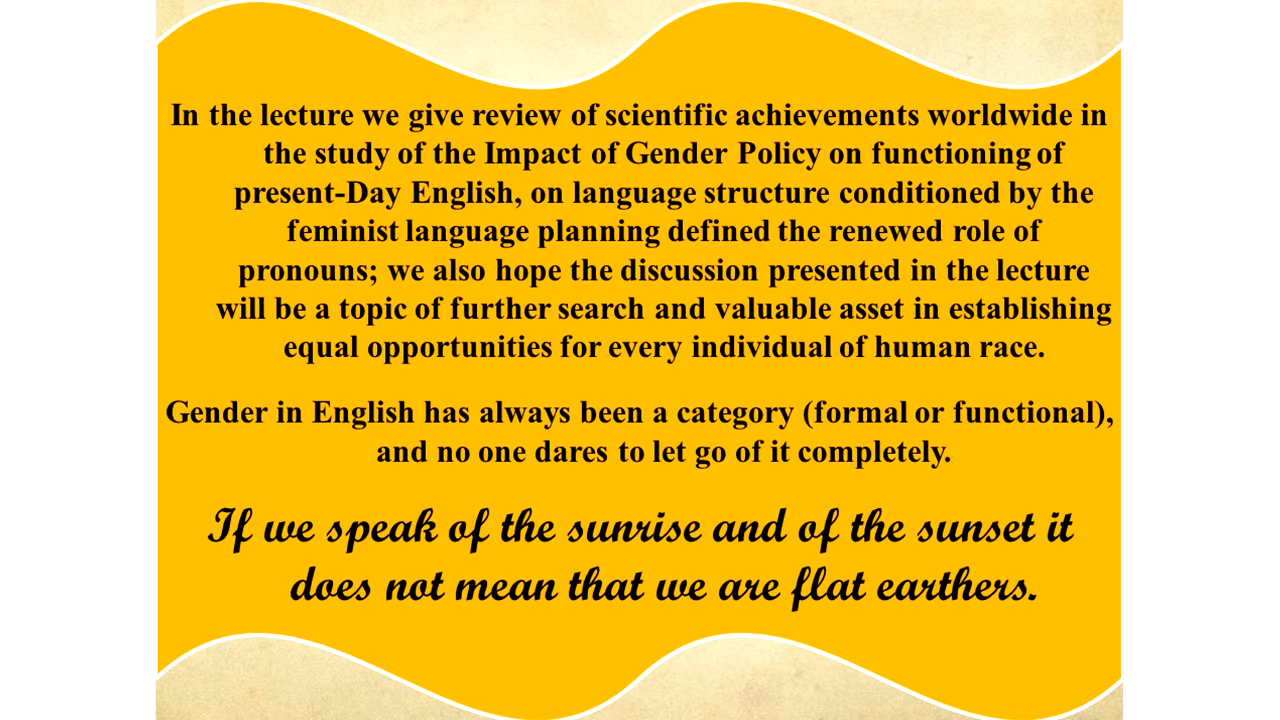 In the lecture we give review of scientific achievements worldwide in
the study of the Impact of Gender Policy on functioning of
present-Day English, on language structure conditioned by the
feminist language planning defined the renewed role of
pronouns; we also hope the discussion presented in the lecture
will be a topic of further search and valuable asset in establishing
equal opportunities for every individual of human race.
Gender in English has always been a category (formal or functional),
and no one dares to let go of it completely.
If we speak of the sunrise and of the sunset it
does not mean that we are flat earthers.